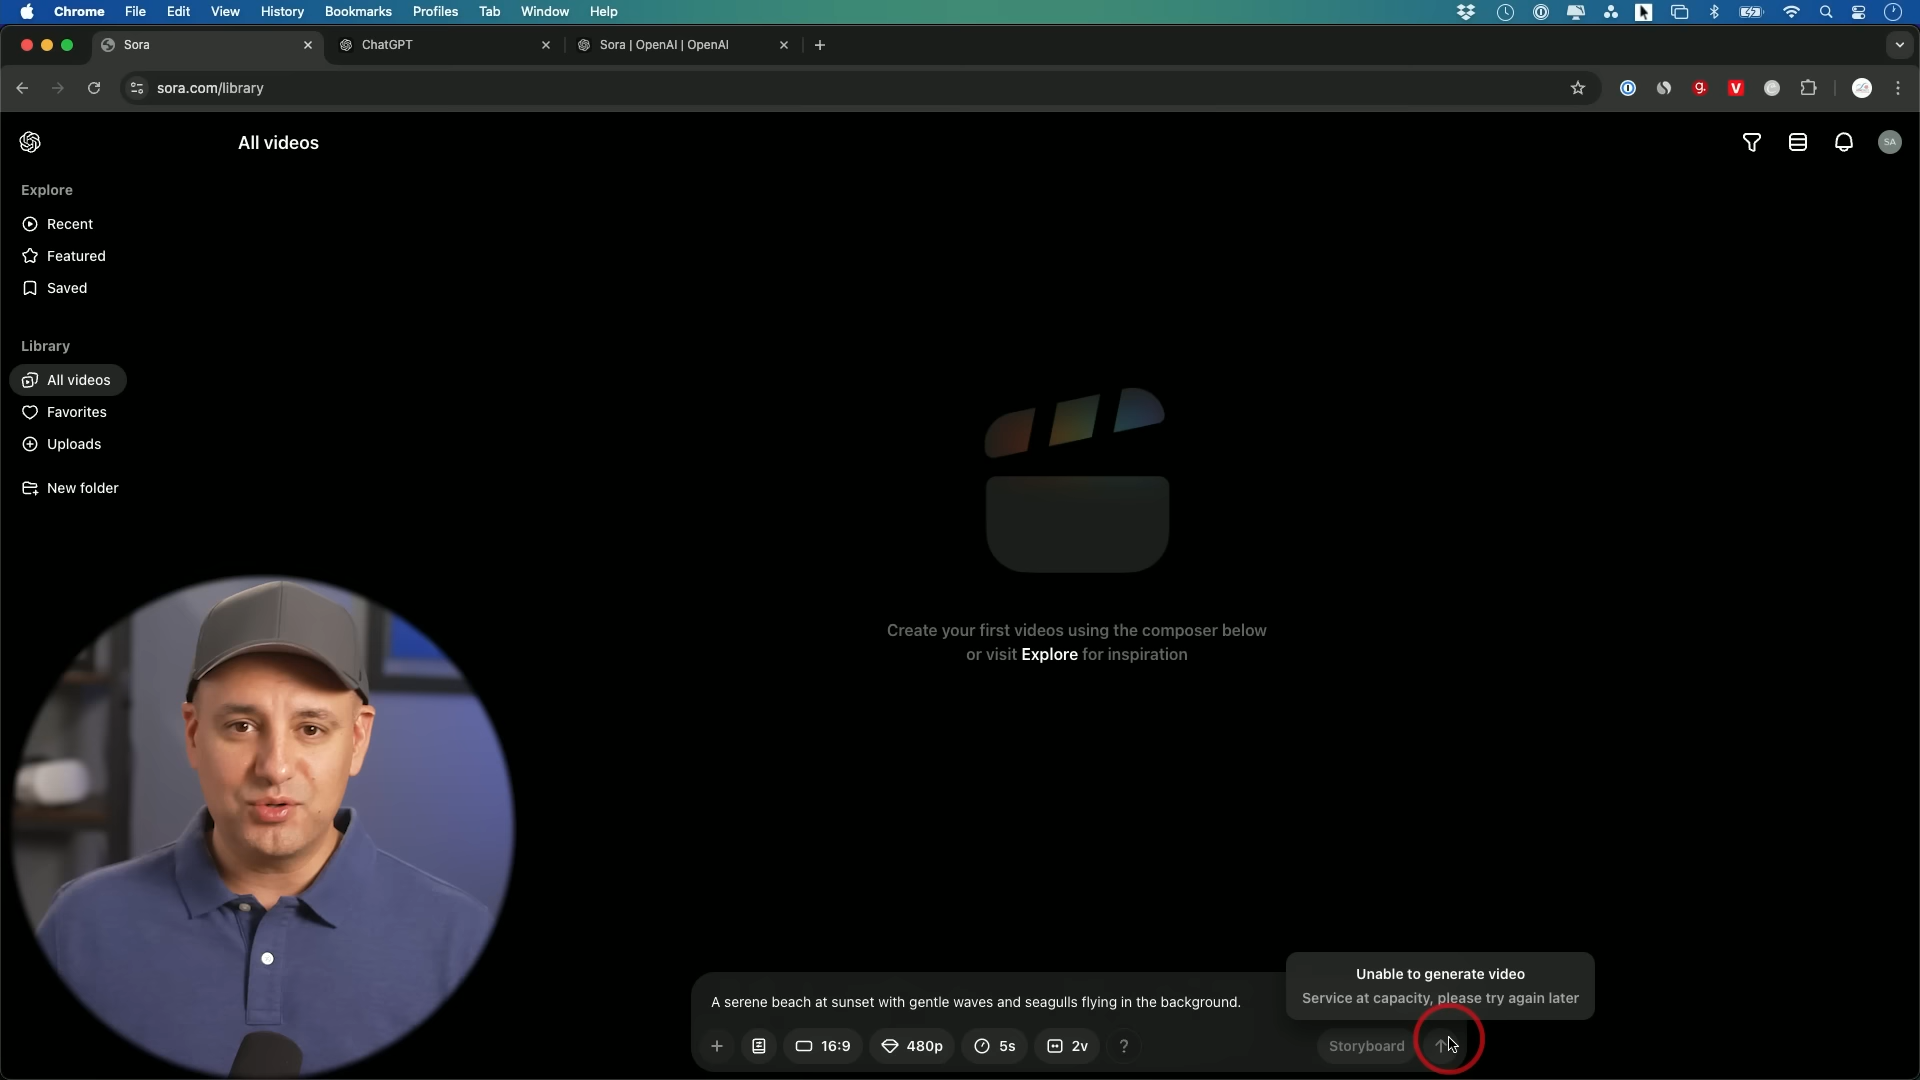 Chrome File Edit View History Bookmarks Profiles Tab Window Help
Sora
ChatGPT
Sora | OpenAI | OpenAI
sora.com/library
g.
V
All videos
SA
Explore
Recent
Featured
Saved
Library
All videos
Favorites
Uploads
New folder
Create your first videos using the composer below
or visit Explore for inspiration
Unable to generate video
Service at capacity, please try again later
A serene beach at sunset with gentle waves and seagulls flying in the background.
16:9
480p
5s
2v
?
Storyboard